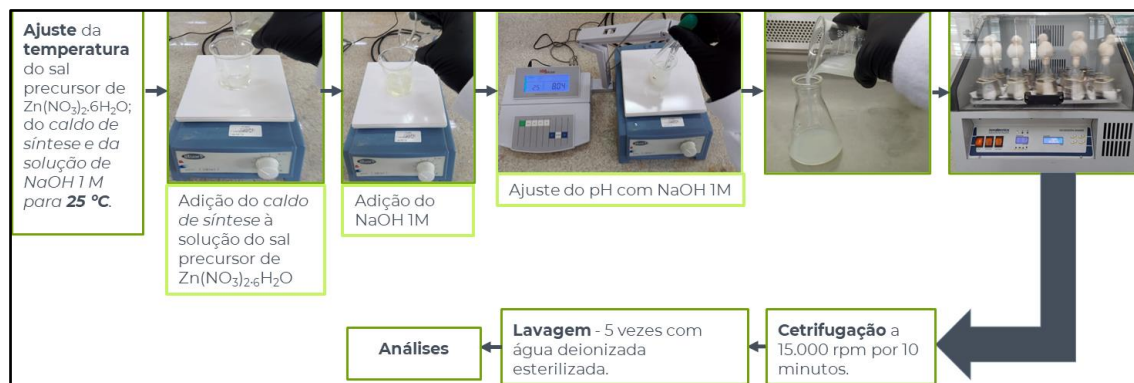 Ajuste da
temperatura
do sal
precursor de
Zn(NO₃)₂.6H₂O;
do caldo de
síntese e da
solução de
NaOH 1 M
para 25 ºC.
Adição do caldo
de síntese à
solução do sal
precursor de
Zn(NO₃)₂.₆H₂O
Adição do
NaOH 1M
Ajuste do pH com NaOH 1M
Análises
Lavagem - 5 vezes com
água deionizada
esterilizada.
Cetrifugação a
15.000 rpm por 10
minutos.